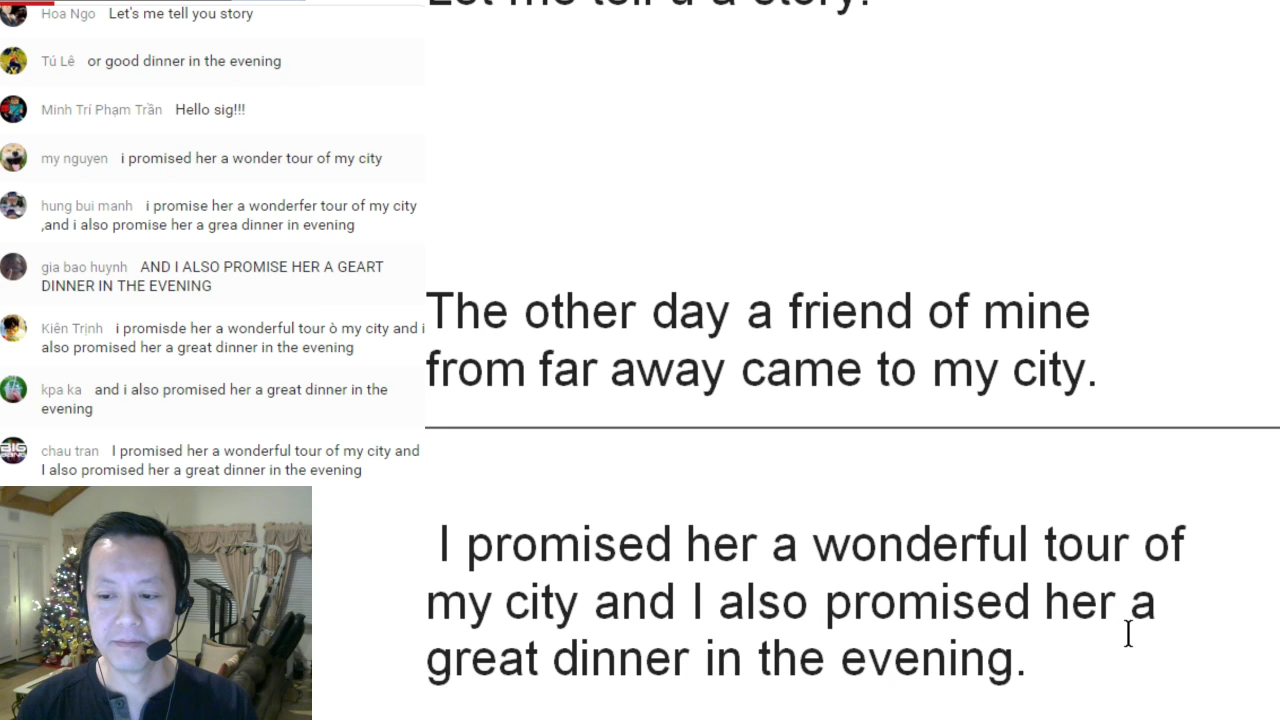 Hoa Ngo Let's me tell you story
Tú Lê or good dinner in the evening
Minh Trí Phạm Trần Hello sig!!!
my nguyen i promised her a wonder tour of my city
hung bui manh i promise her a wonderfer tour of my city
,and i also promise her a grea dinner in evening
gia bao huynh AND I ALSO PROMISE HER A GEART
DINNER IN THE EVENING
Kiên Trịnh i promisde her a wonderful tour ò my city and i
also promised her a great dinner in the evening
kpa ka and i also promised her a great dinner in the
evening
chau tran I promised her a wonderful tour of my city and
I also promised her a great dinner in the evening
Let me tell u a story.
The other day a friend of mine
from far away came to my city.
I promised her a wonderful tour of
my city and I also promised her a
great dinner in the evening.